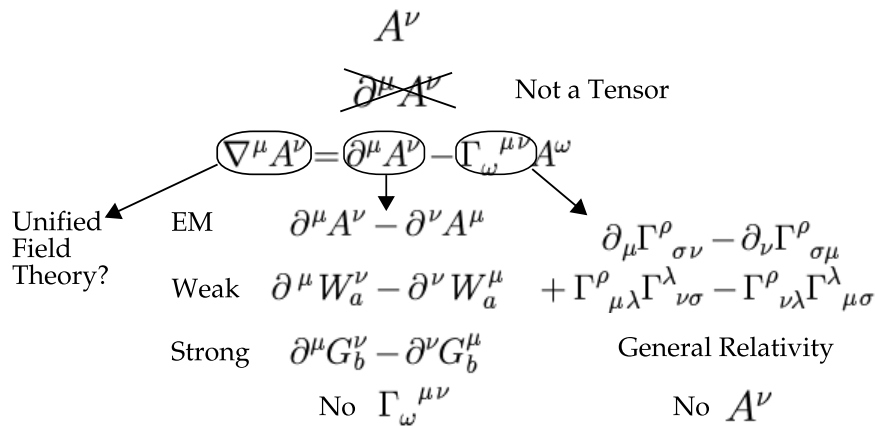 A^ν
∂^μ A^ν Not a Tensor
∇^μ A^ν = ∂^μ A^ν − Γ_ω^{μν} A^ω
Unified
Field
Theory?
EM ∂^μ A^ν − ∂^ν A^μ
Weak ∂^μ W_a^ν − ∂^ν W_a^μ
Strong ∂^μ G_b^ν − ∂^ν G_b^μ
No Γ_ω^{μν}
∂_μ Γ^ρ_{σν} − ∂_ν Γ^ρ_{σμ}
+ Γ^ρ_{μλ} Γ^λ_{νσ} − Γ^ρ_{νλ} Γ^λ_{μσ}
General Relativity
No A^ν